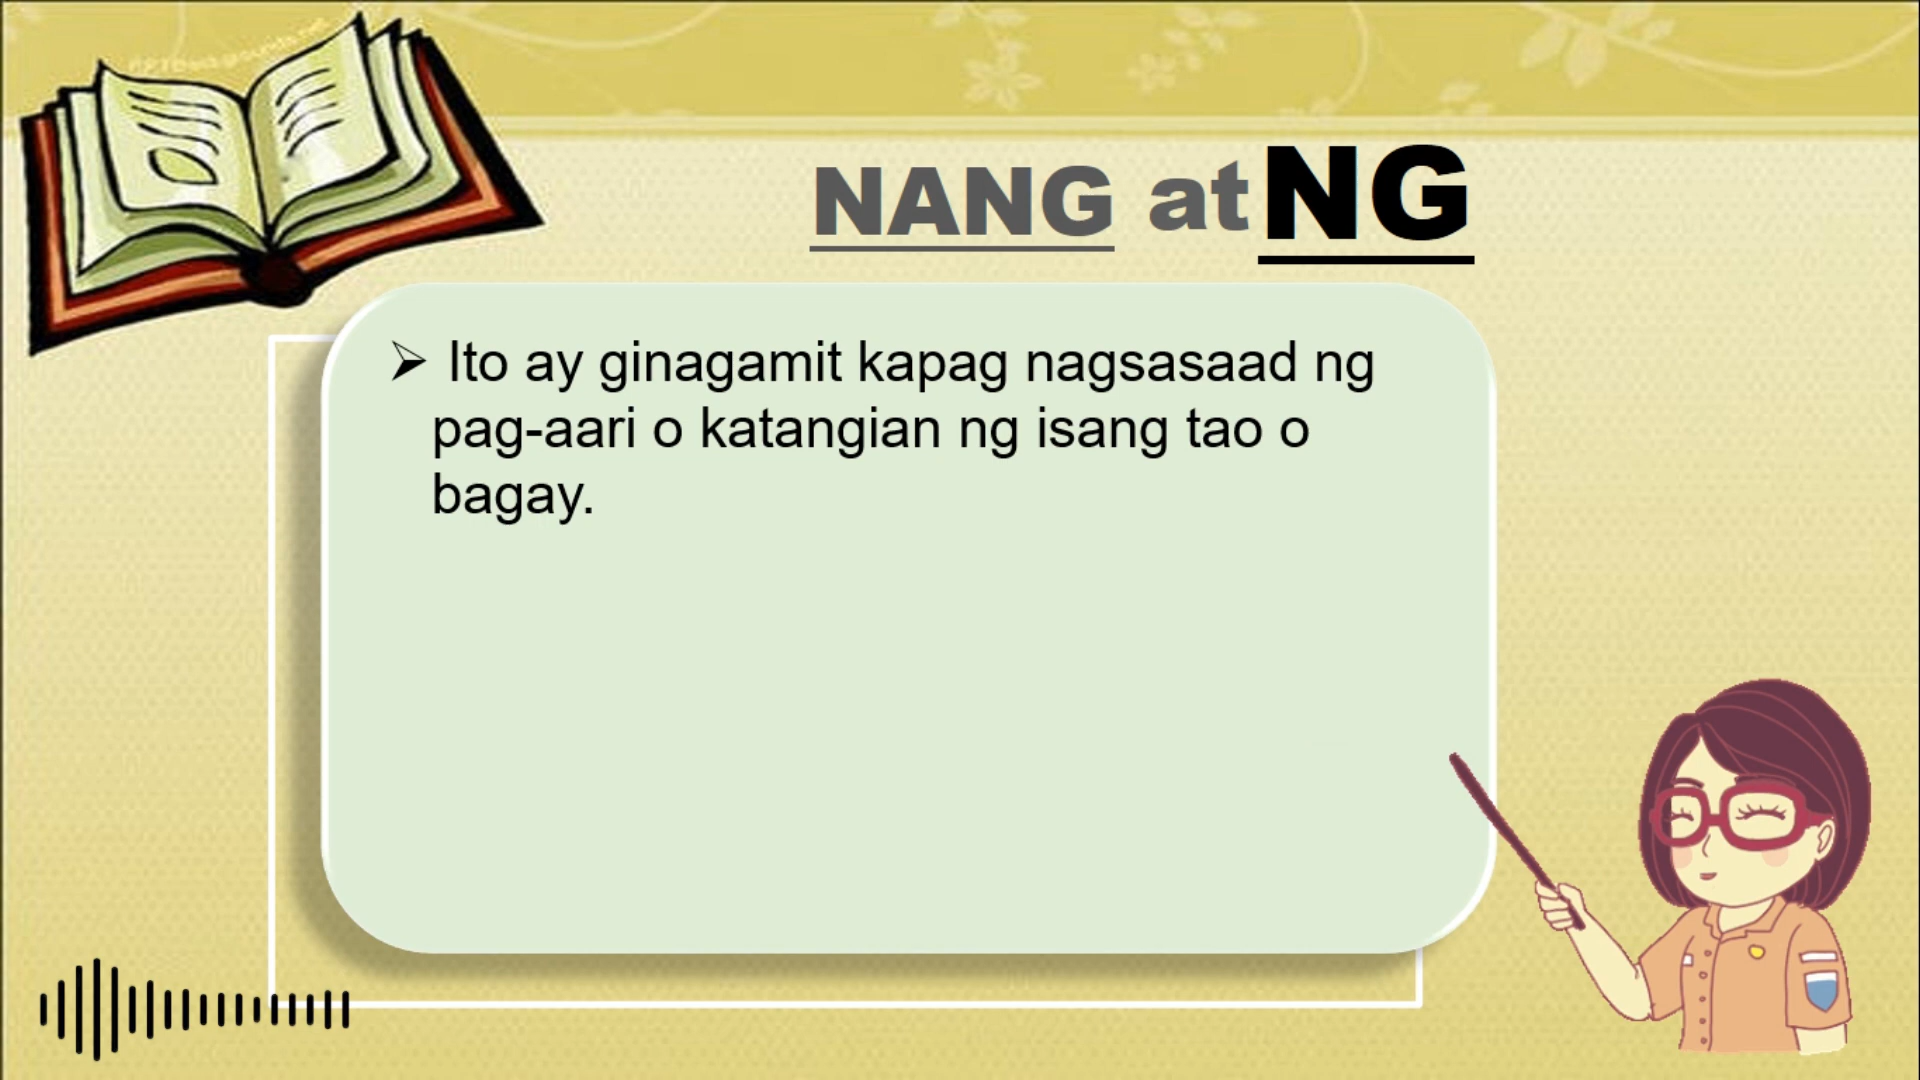 NANG at NG
➢ Ito ay ginagamit kapag nagsasaad ng
pag-aari o katangian ng isang tao o
bagay.